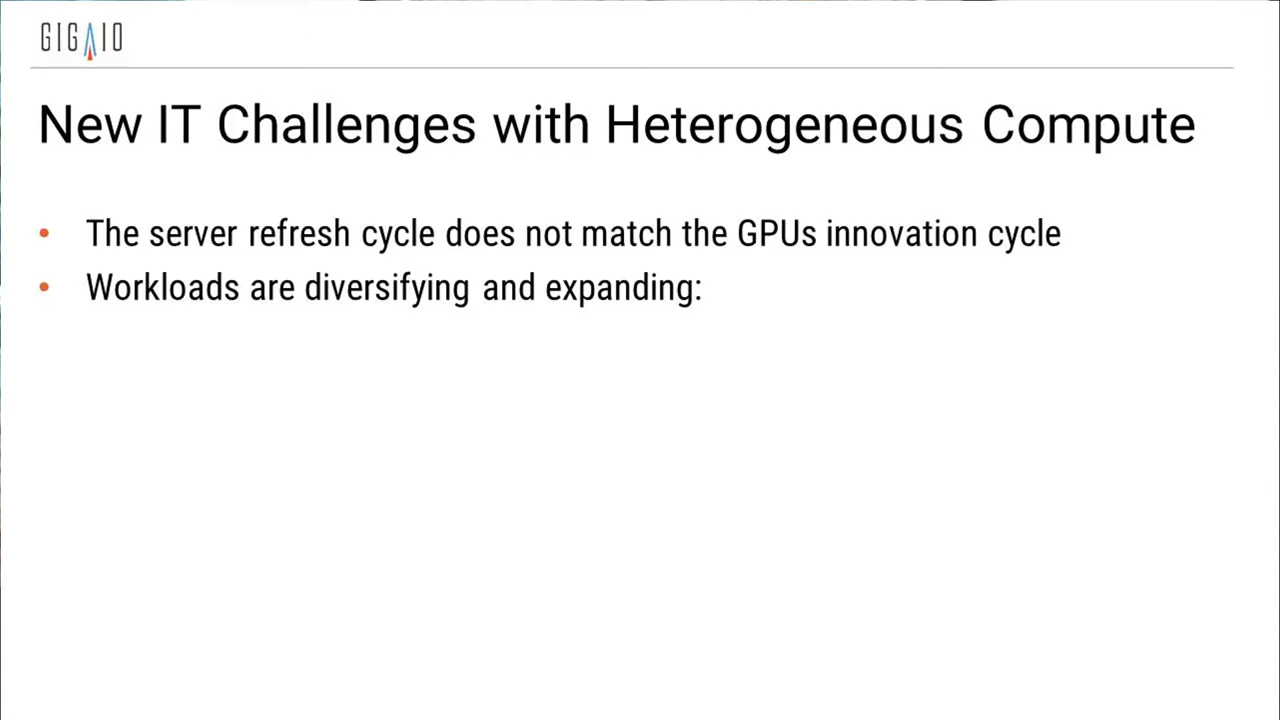 GIGAIO
New IT Challenges with Heterogeneous Compute
• The server refresh cycle does not match the GPUs innovation cycle
• Workloads are diversifying and expanding: